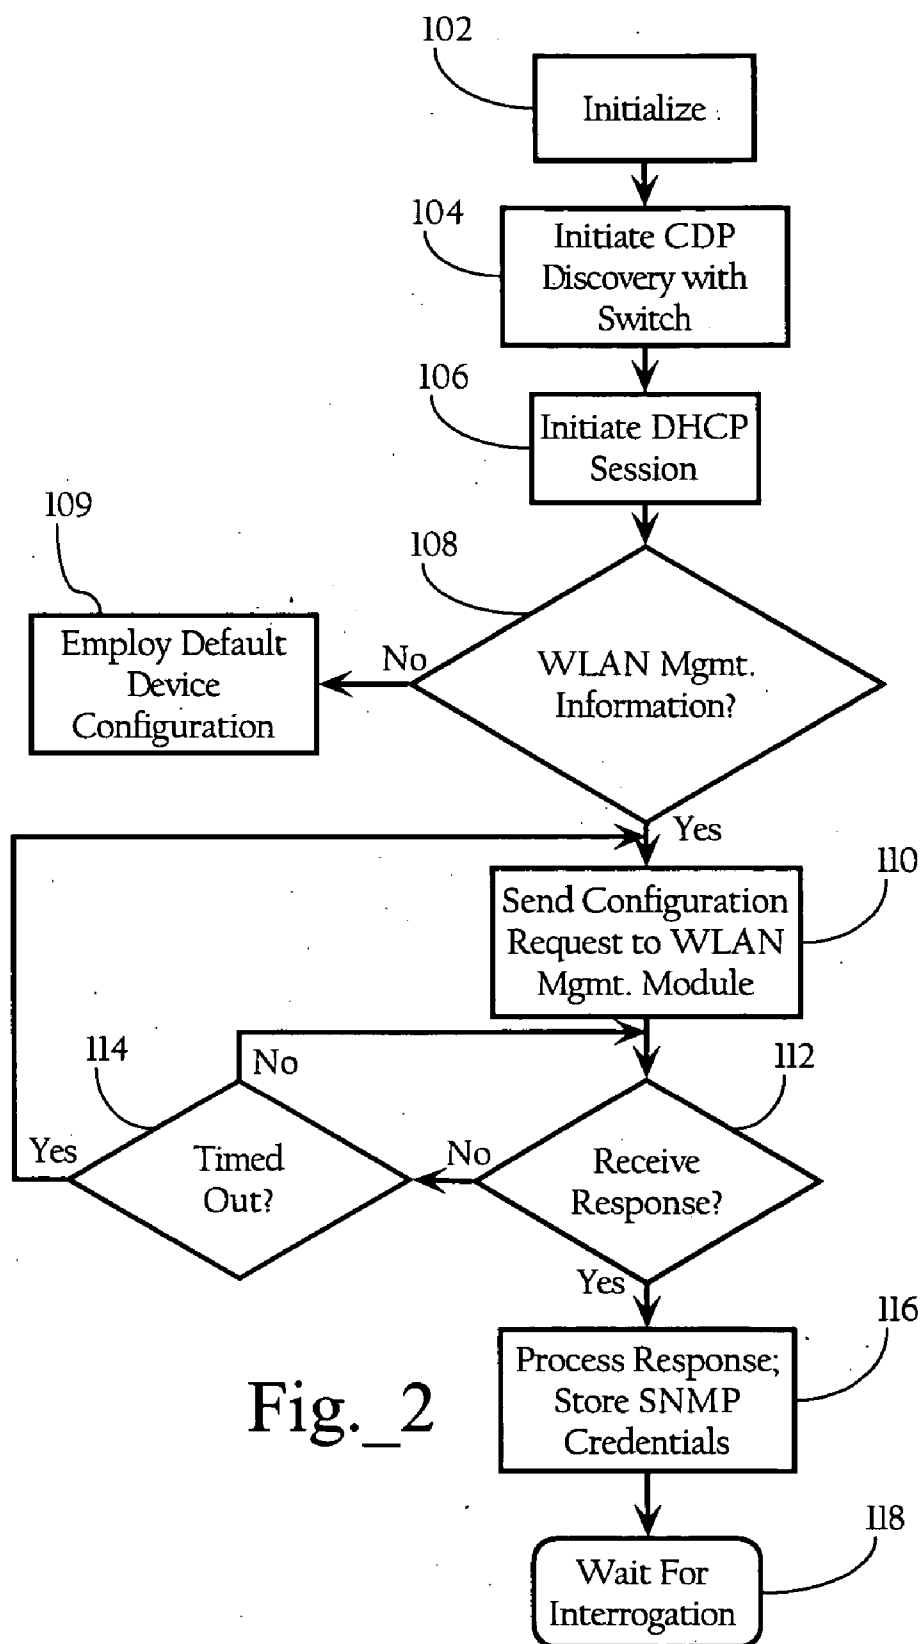 102
Initialize
104
Initiate CDP
Discovery with
Switch
106
Initiate DHCP
Session
109
108
Employ Default
Device
Configuration
No
WLAN Mgmt.
Information?
Yes
110
Send Configuration
Request to WLAN
Mgmt. Module
114
No
112
Yes
Timed
Out?
No
Receive
Response?
Yes
116
Process Response;
Store SNMP
Credentials
Fig._2
118
Wait For
Interrogation